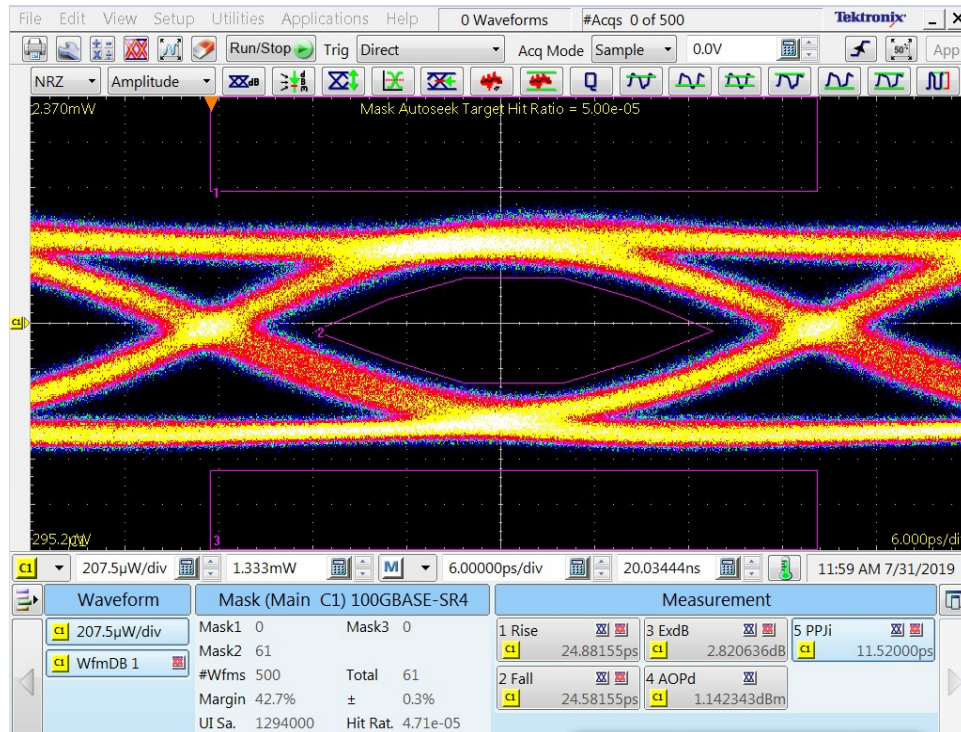 File Edit View Setup Utilities Applications Help 0 Waveforms #Acqs 0 of 500 Tektronix
Run/Stop Trig Direct Acq Mode Sample 0.0V 50% App
NRZ Amplitude dB Q
2.370mW Mask Autoseek Target Hit Ratio = 5.00e-05
1
C1 2
3
6.000ps/di
C1 207.5µW/div 1.333mW M 6.00000ps/div 20.03444ns 11:59 AM 7/31/2019
Waveform Mask (Main C1) 100GBASE-SR4 Measurement
C1 207.5µW/div
C1 WfmDB 1
Mask1 0 Mask3 0
Mask2 61
#Wfms 500 Total 61
Margin 42.7% ± 0.3%
UI Sa. 1294000 Hit Rat. 4.71e-05
1 Rise
C1 24.88155ps
3 ExdB
C1 2.820636dB
5 PPJi
C1 11.52000ps
2 Fall
C1 24.58155ps
4 AOPd
C1 1.142343dBm